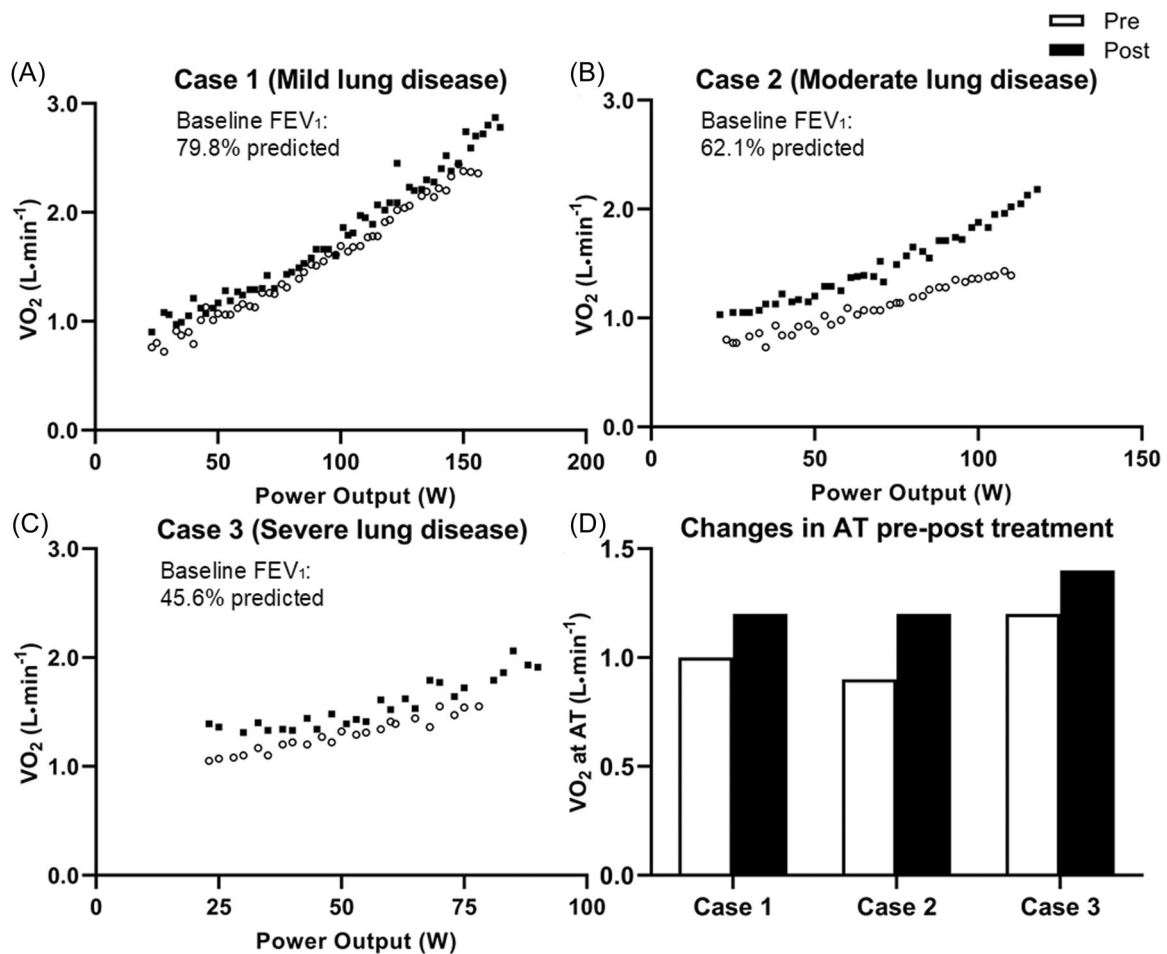 Pre
Post
(A)
Case 1 (Mild lung disease)
Baseline FEV₁:
79.8% predicted
3.0
2.0
1.0
0.0
VO₂ (L•min⁻¹)
0 50 100 150 200
Power Output (W)
(B)
Case 2 (Moderate lung disease)
Baseline FEV₁:
62.1% predicted
3.0
2.0
1.0
0.0
VO₂ (L•min⁻¹)
0 50 100 150
Power Output (W)
(C)
Case 3 (Severe lung disease)
Baseline FEV₁:
45.6% predicted
3.0
2.0
1.0
0.0
VO₂ (L•min⁻¹)
0 25 50 75 100
Power Output (W)
(D)
Changes in AT pre-post treatment
1.5
1.0
0.5
0.0
VO₂ at AT (L•min⁻¹)
Case 1 Case 2 Case 3